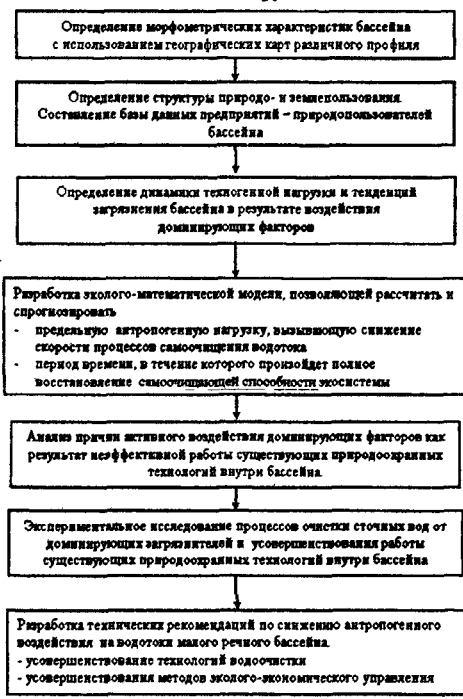 Определение морфометрических характеристик бассейна
с использованием географических карт различного профиля
Определение структуры природо- и землепользования.
Составление базы данных предприятий – природопользователей
бассейна
Определение динамики техногенной нагрузки и тенденций
загрязнения бассейна в результате воздействия
доминирующих факторов
Разработка эколого-математической модели, позволяющей рассчитать и
спрогнозировать
- предельную антропогенную нагрузку, вызывающую снижение
скорости процессов самоочищения водотока
- период времени, в течение которого произойдет полное
восстановление самоочищающей способности экосистемы
Анализ причин активного воздействия доминирующих факторов как
результат неэффективной работы существующих природоохранных
технологий внутри бассейна
Экспериментальное исследование процессов очистки сточных вод от
доминирующих загрязнителей и усовершенствования работы
существующих природоохранных технологий внутри бассейна
Разработка технических рекомендаций по снижению антропогенного
воздействия на водотоки малого речного бассейна.
- усовершенствование технологий водоочистки
- усовершенствования методов эколого-экономического управления